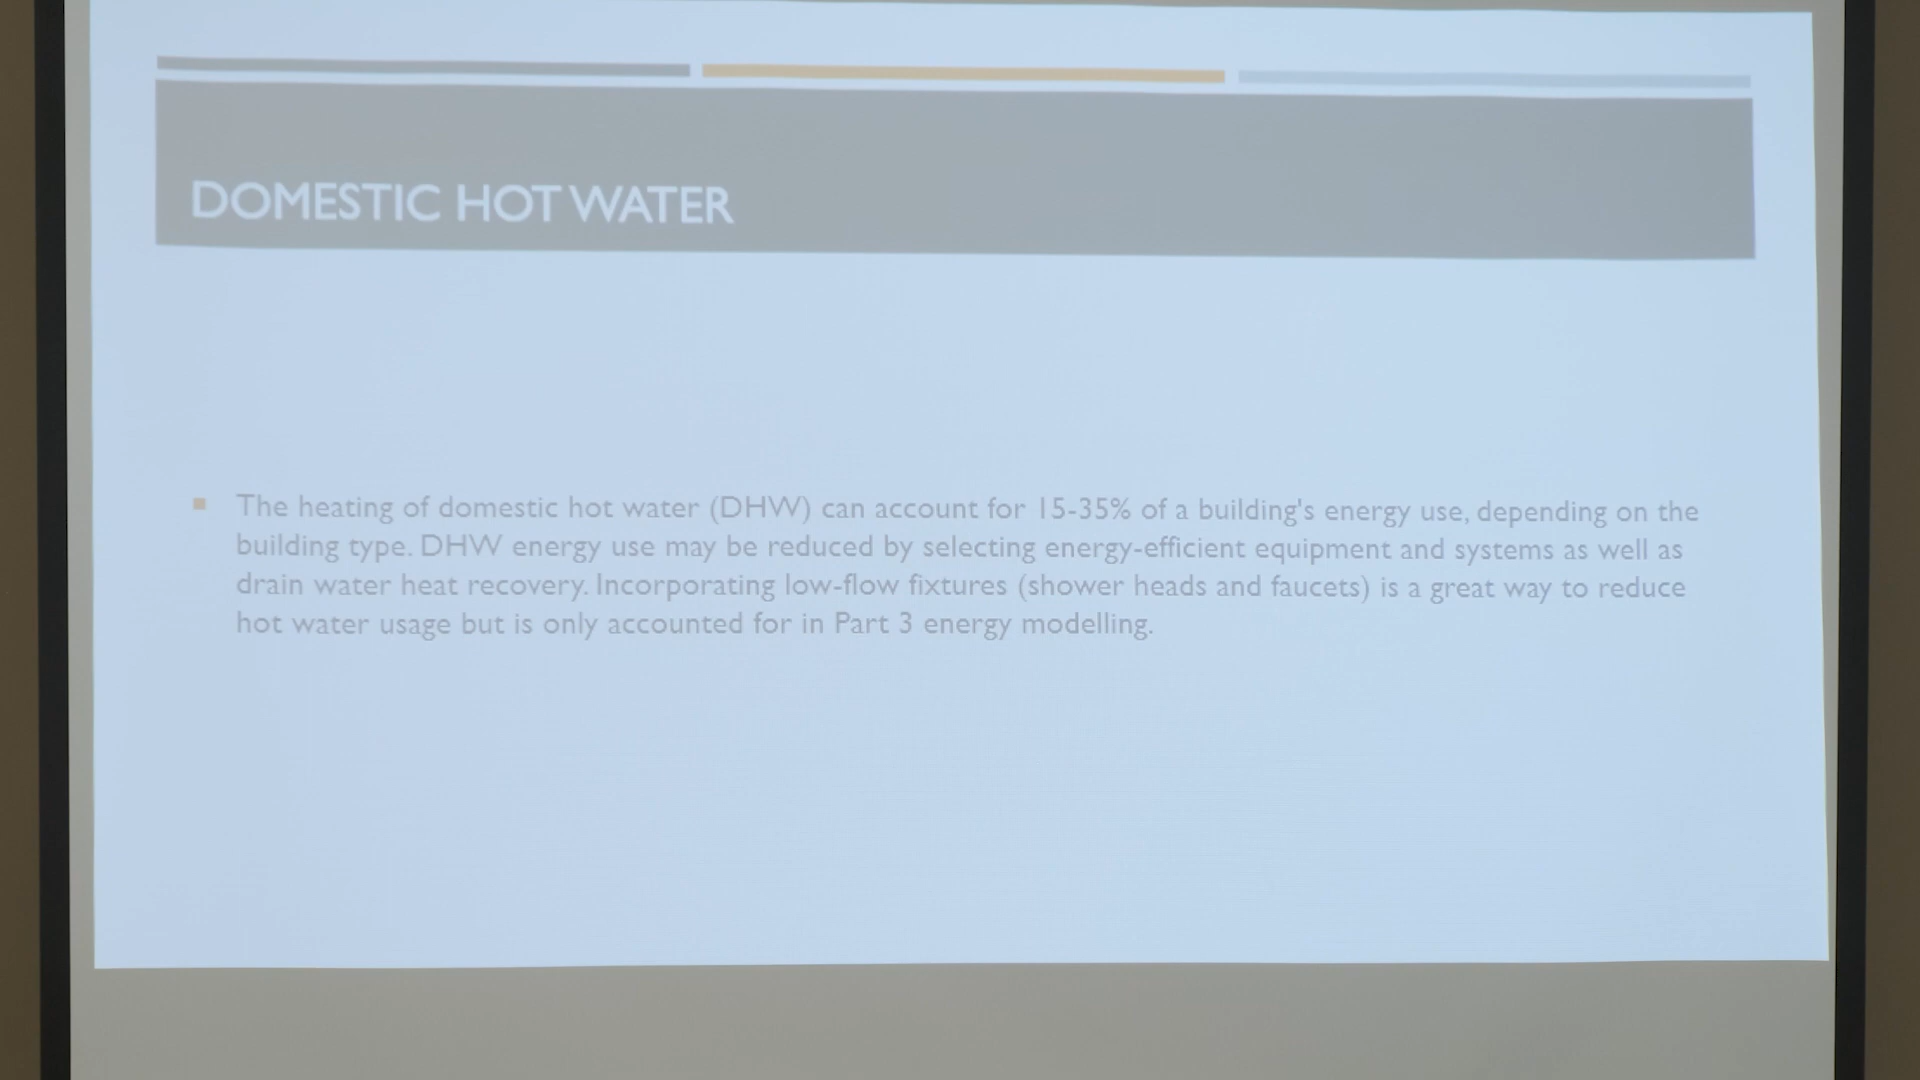 DOMESTIC HOT WATER
The heating of domestic hot water (DHW) can account for 15-35% of a building's energy use, depending on the
building type. DHW energy use may be reduced by selecting energy-efficient equipment and systems as well as
drain water heat recovery. Incorporating low-flow fixtures (shower heads and faucets) is a great way to reduce
hot water usage but is only accounted for in Part 3 energy modelling.